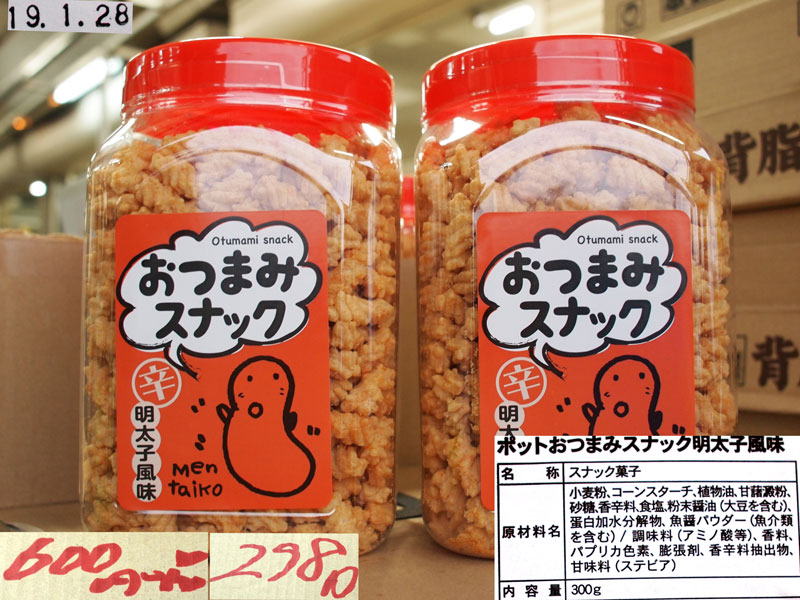 19.1.28
Otumami snack
おつまみ
スナック
辛
明太子風味
Men
taiko
Otumami snack
おつまみ
スナック
辛
明太
背脂
背脂
ポットおつまみスナック明太子風味
名 称 スナック菓子
原材料名 小麦粉、コーンスターチ、植物油、甘藷澱粉、
砂糖、香辛料、食塩、粉末醤油(大豆を含む)、
蛋白加水分解物、魚醤パウダー(魚介類
を含む)/調味料(アミノ酸等)、香料、
パプリカ色素、膨張剤、香辛料抽出物、
甘味料(ステビア)
内 容 量 300g
600
298